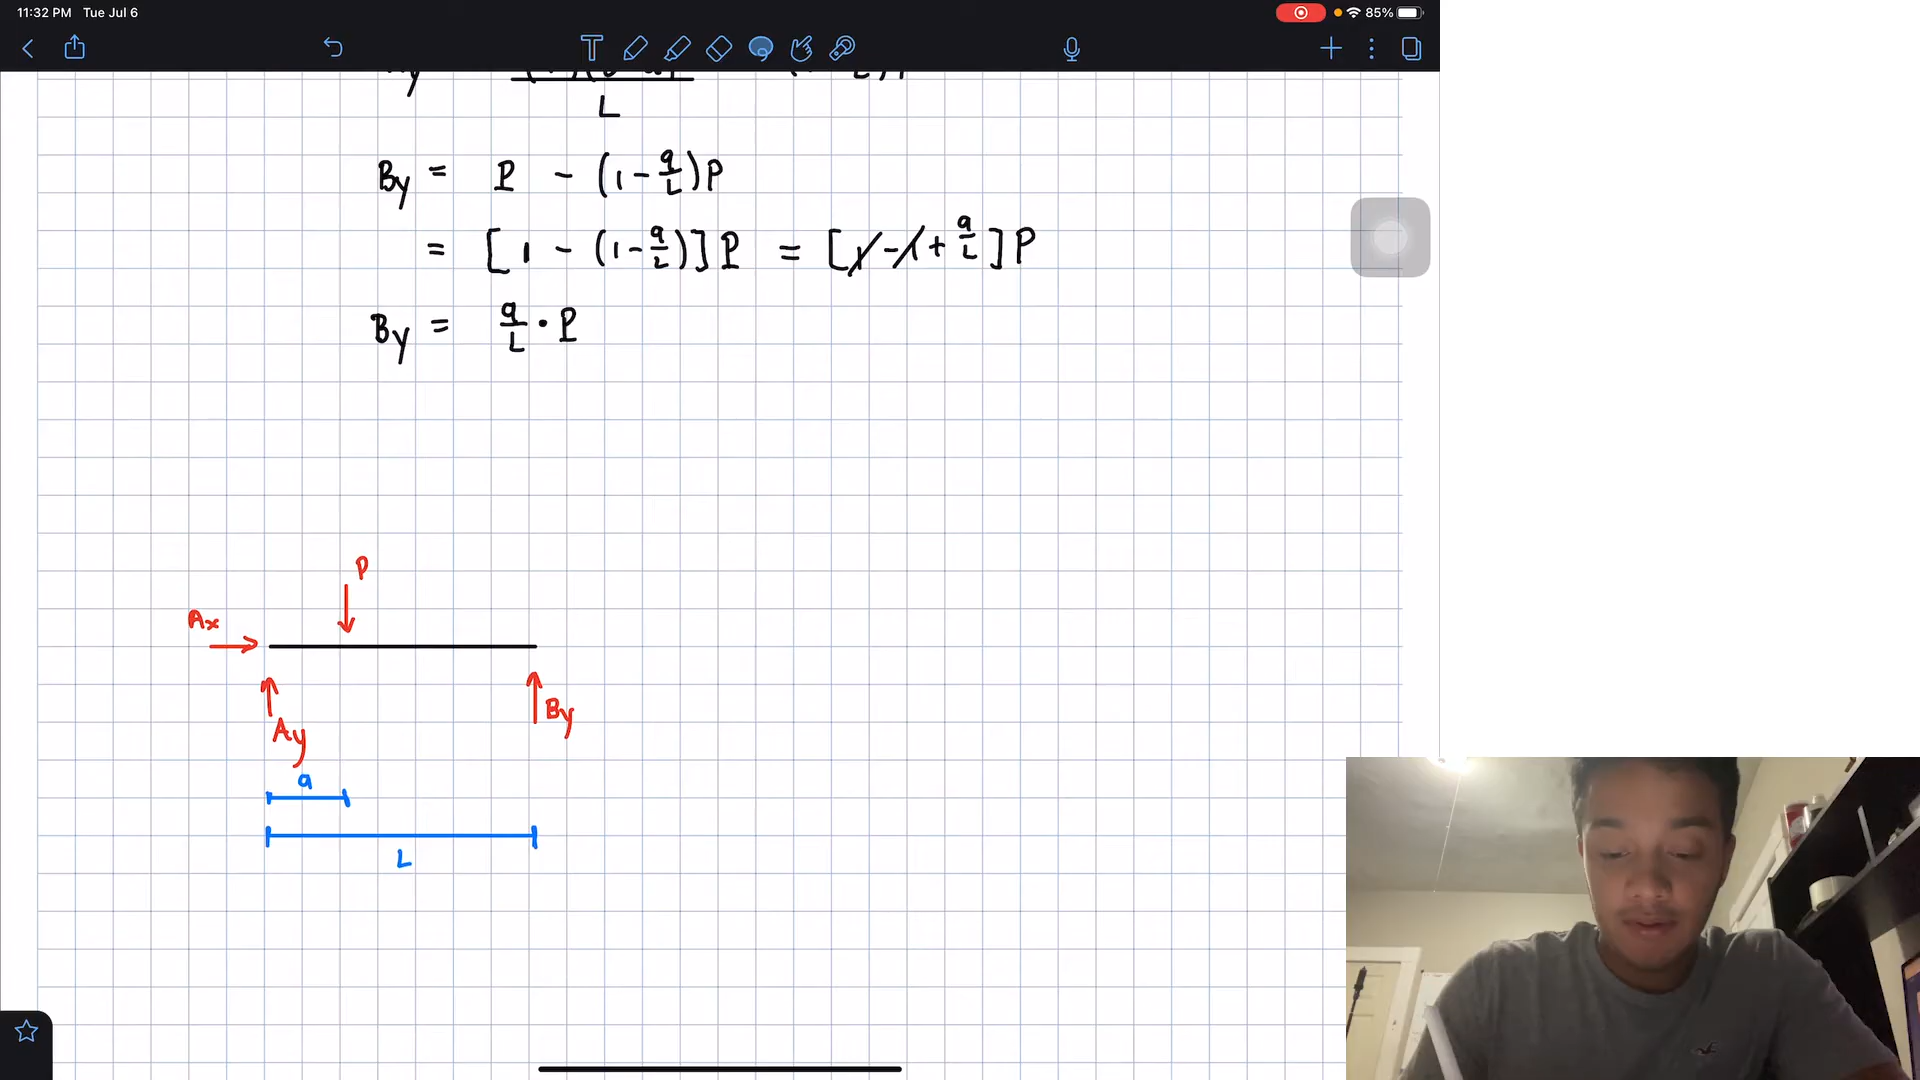 11:32 PM Tue Jul 6 85%
L
By = P - (1 - a/L)P
= [1 - (1 - a/L)]P = [1 - 1 + a/L]P
By = a/L · P
P
Ax
By
Ay
a
L